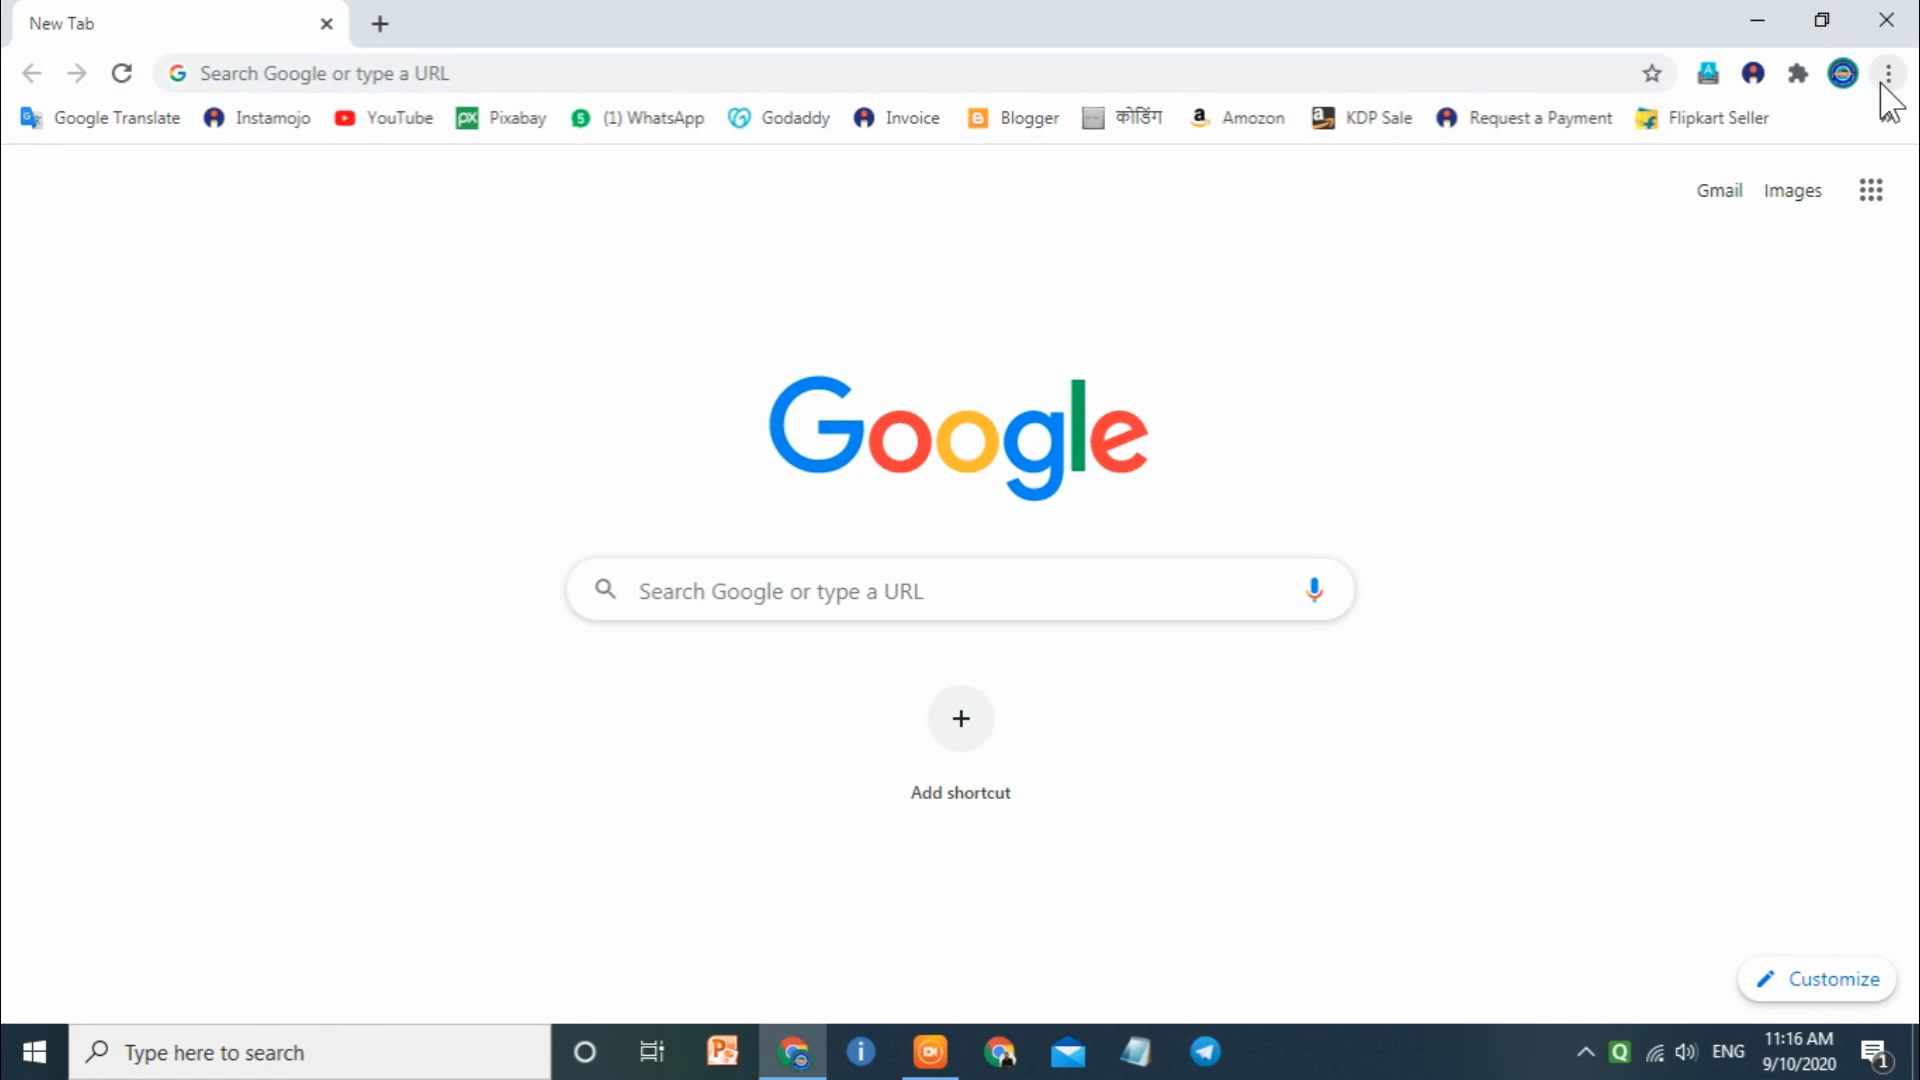 New Tab
Search Google or type a URL
Google Translate Instamojo YouTube Pixabay (1) WhatsApp Godaddy Invoice Blogger कोडिंग Amozon KDP Sale Request a Payment Flipkart Seller
Gmail Images
Google
Search Google or type a URL
Add shortcut
Customize
Type here to search
ENG
11:16 AM
9/10/2020
1